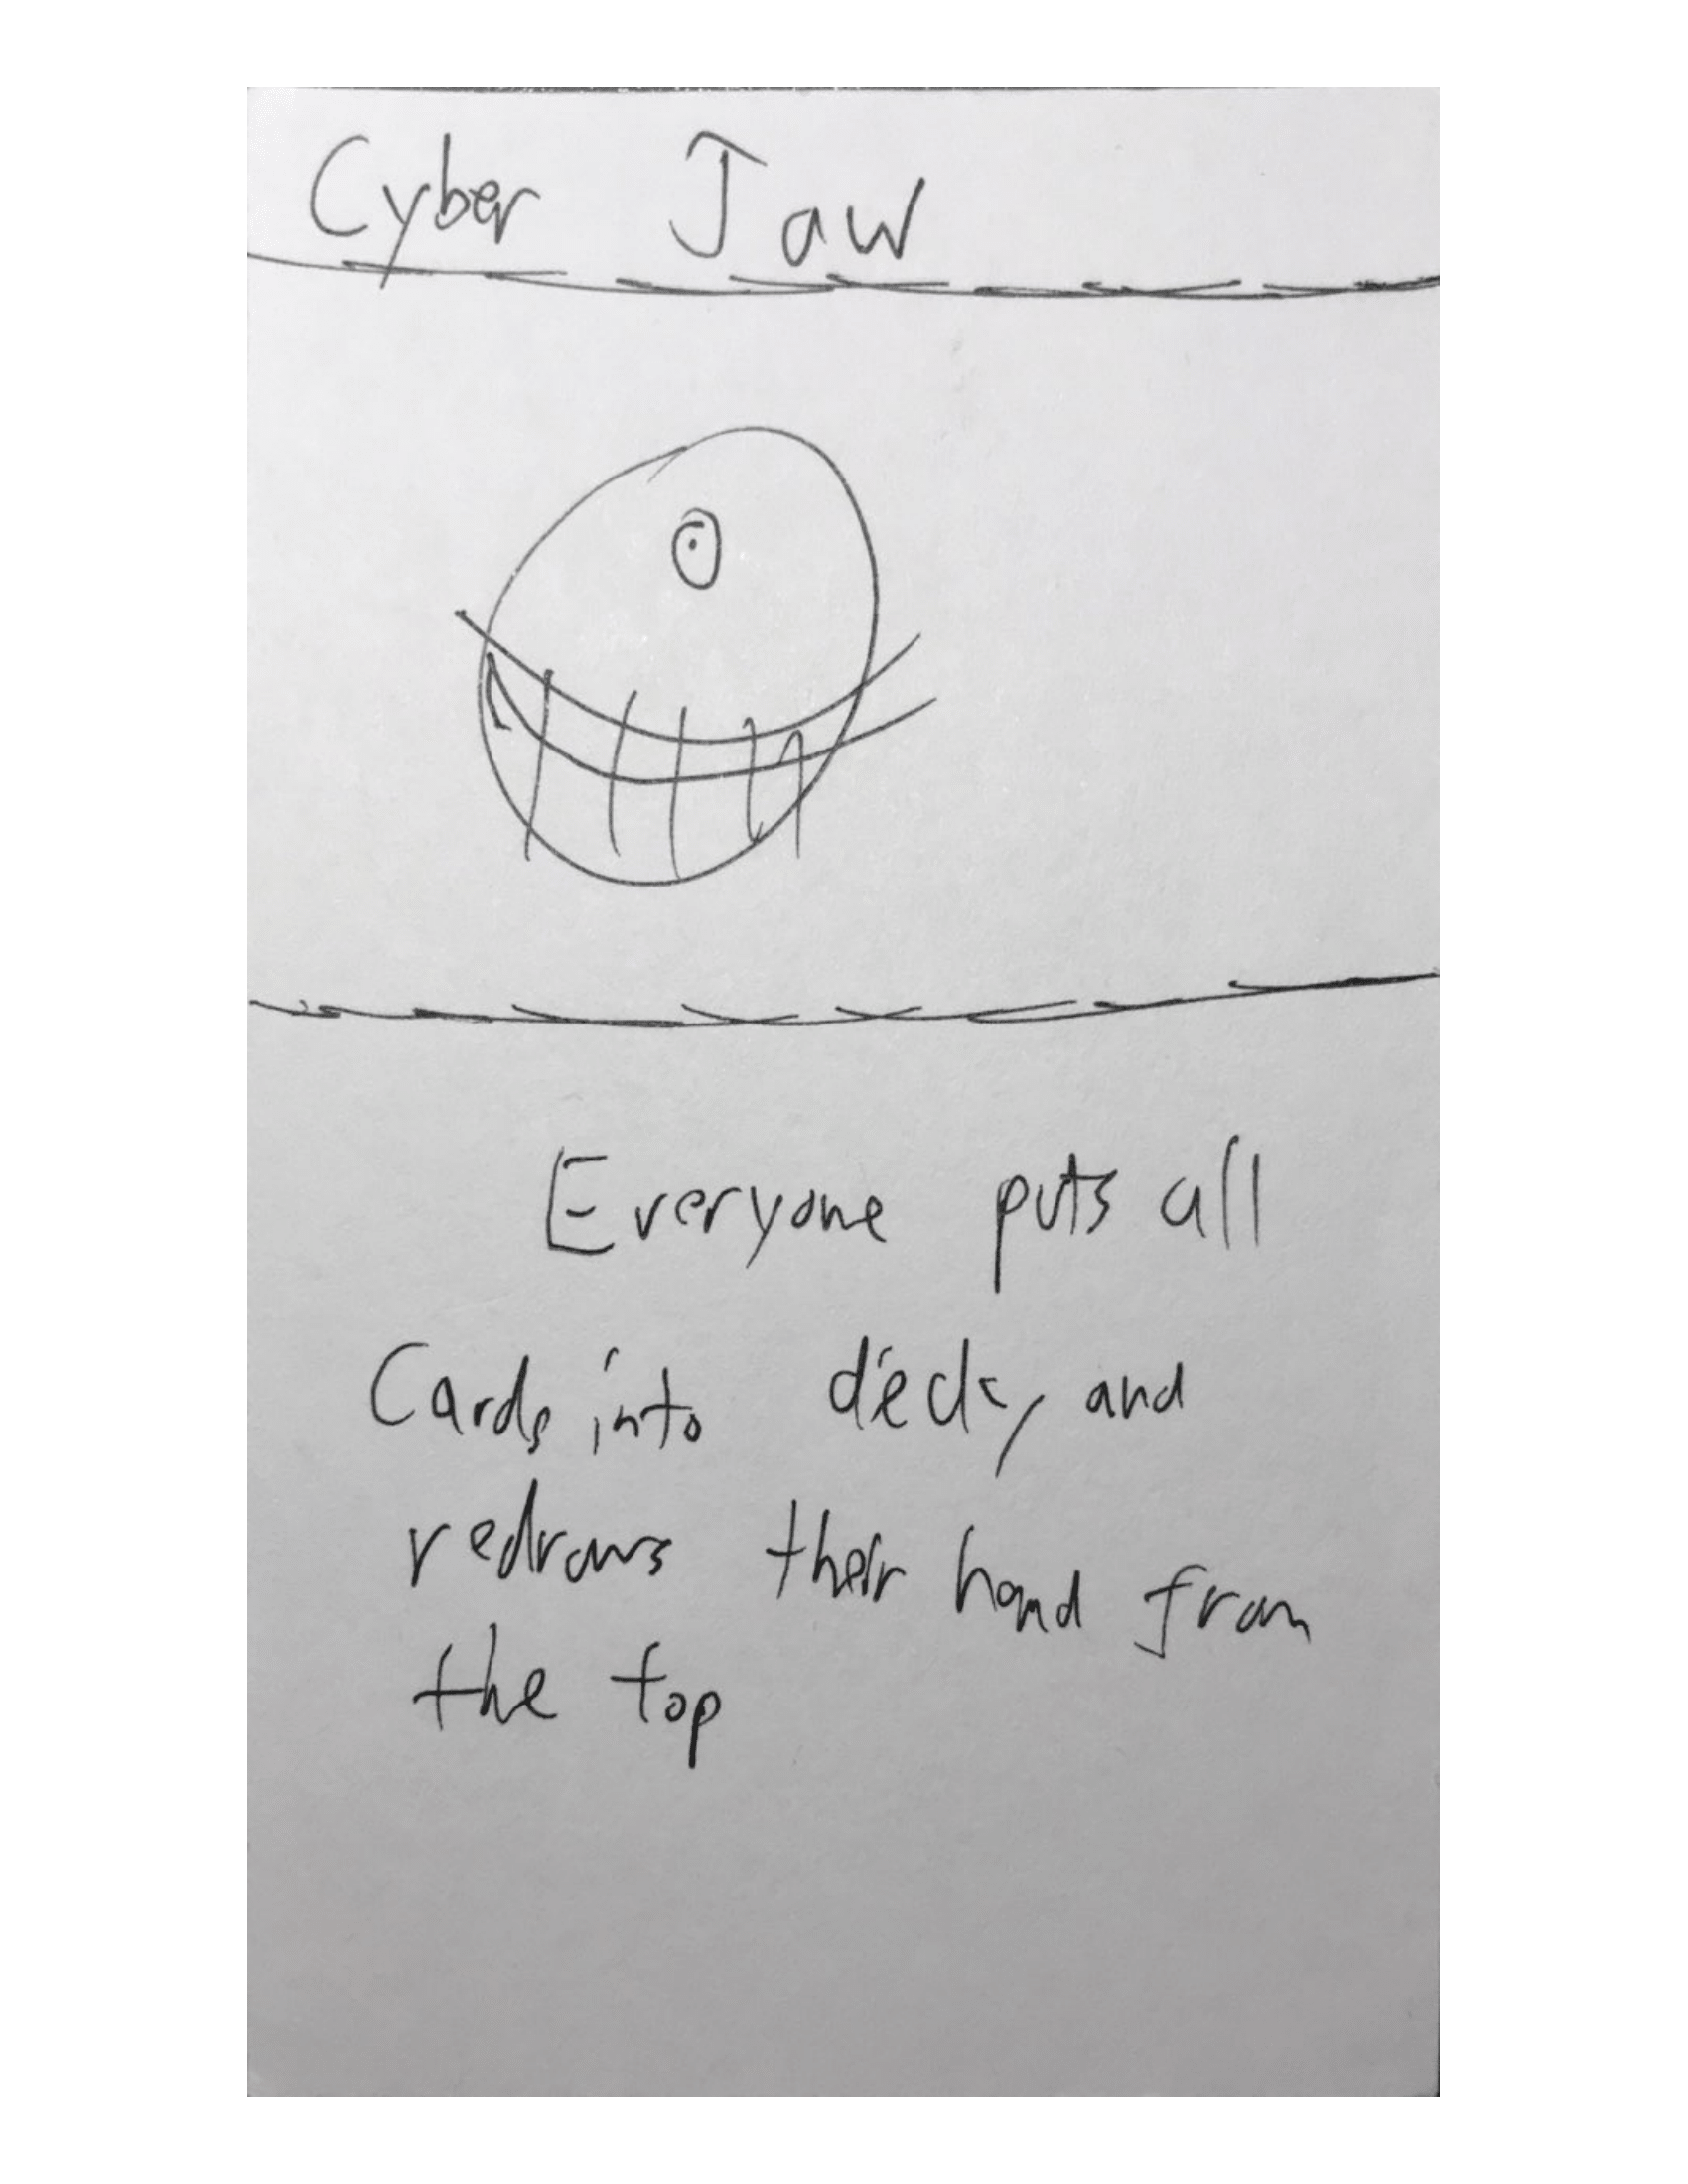 Cyber Jaw
Everyone puts all
Cards into deck, and
redraws their hand from
the top